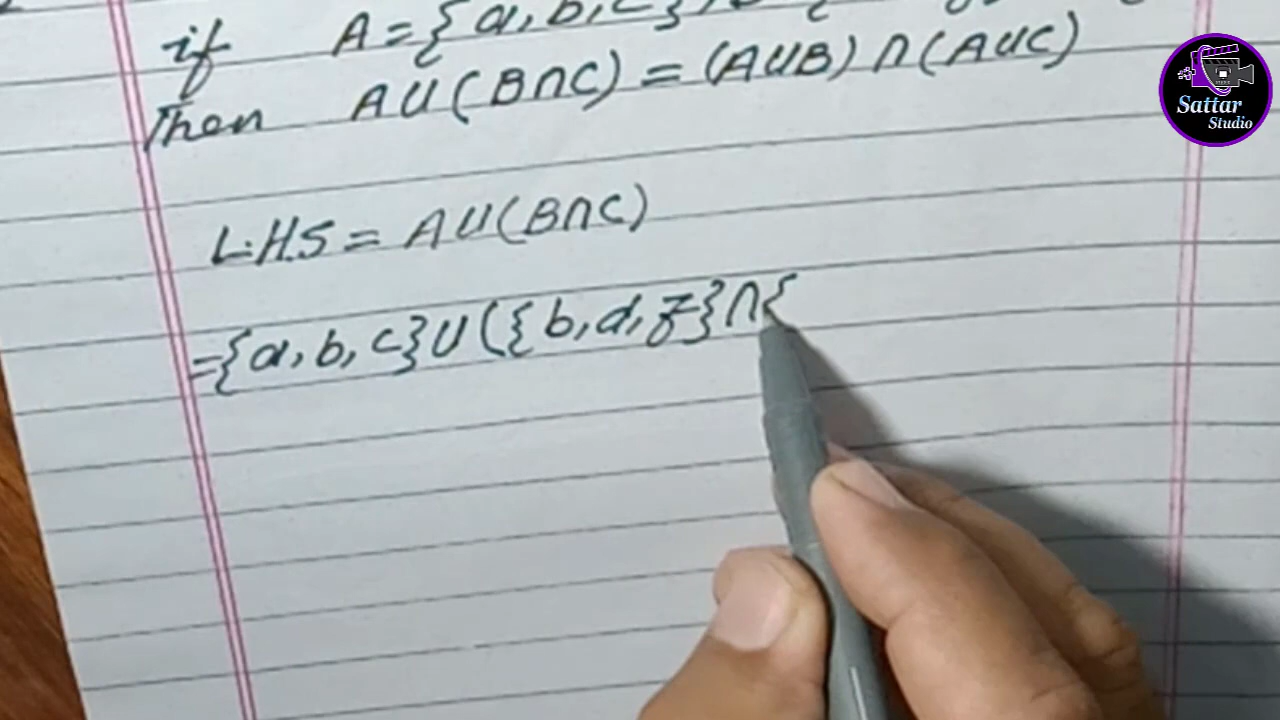 if A = {a, b, c}
Then A∪(B∩C) = (A∪B) ∩ (A∪C)
L.H.S = A∪(B∩C)
= {a, b, c} ∪ ({b, d, f} ∩ {
Sattar
Studio